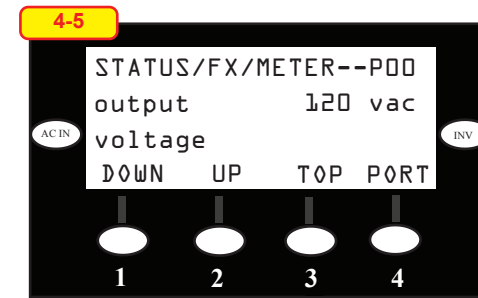 4-5
STATUS/FX/METER--P00
output 120 vac
voltage
DOWN UP TOP PORT
AC IN
INV
1 2 3 4